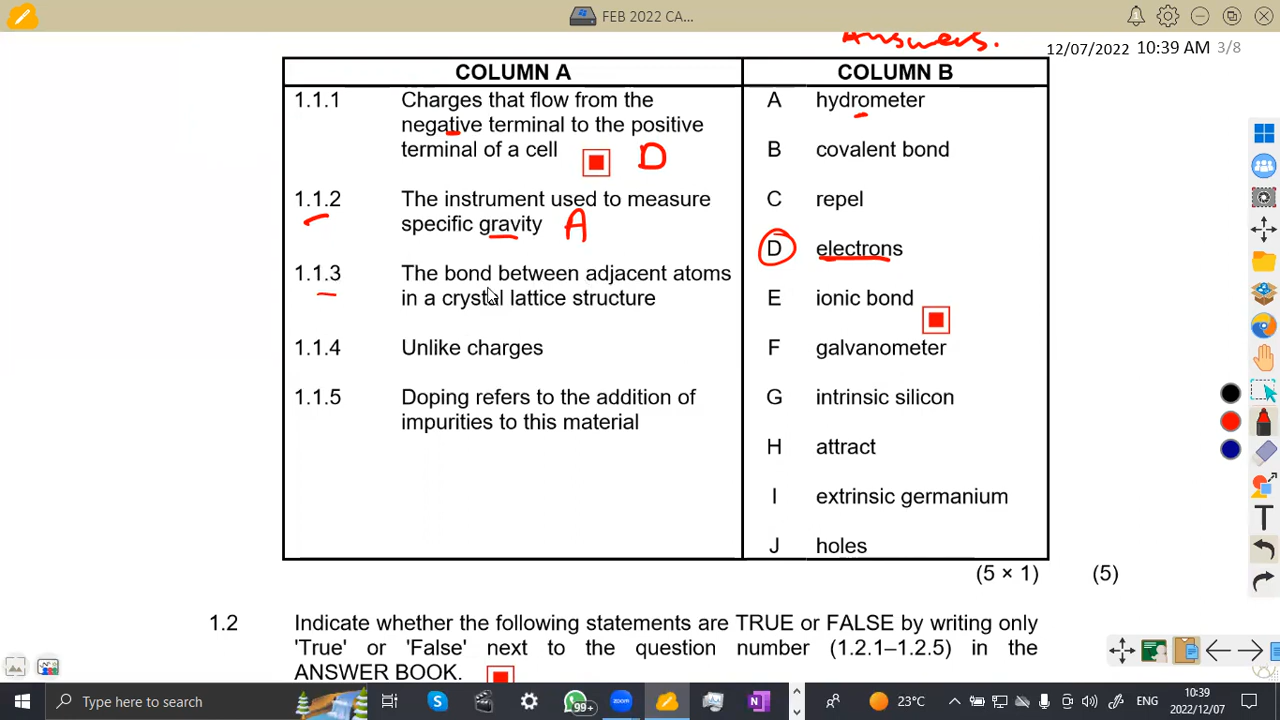 FEB 2022 CA...
Answers.
12/07/2022 10:39 AM 3/8
COLUMN A COLUMN B
1.1.1 Charges that flow from the
negative terminal to the positive
terminal of a cell D
1.1.2 The instrument used to measure
specific gravity A
1.1.3 The bond between adjacent atoms
in a crystal lattice structure
1.1.4 Unlike charges
1.1.5 Doping refers to the addition of
impurities to this material
A hydrometer
B covalent bond
C repel
D electrons
E ionic bond
F galvanometer
G intrinsic silicon
H attract
I extrinsic germanium
J holes
(5 × 1) (5)
1.2 Indicate whether the following statements are TRUE or FALSE by writing only
'True' or 'False' next to the question number (1.2.1–1.2.5) in the
ANSWER BOOK.
Type here to search
99+
23°C
ENG
10:39
2022/12/07